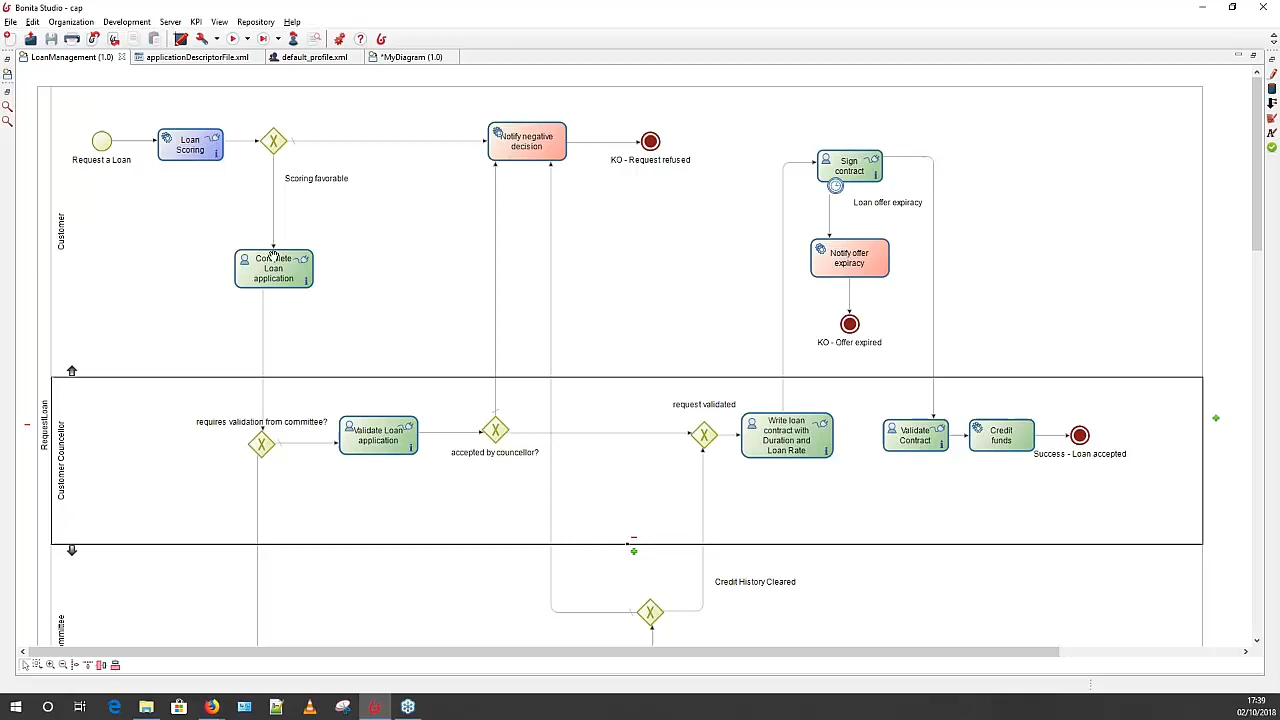 Bonita Studio - cap
File Edit Organization Development Server KPI View Repository Help
LoanManagement (1.0) applicationDescriptorFile.xml default_profile.xml *MyDiagram (1.0)
Request a Loan
Loan
Scoring
X
Scoring favorable
Notify negative
decision
KO - Request refused
Sign
contract
Loan offer expiracy
Customer
Loan
application
Notify offer
expiracy
KO - Offer expired
RequestLoan
Customer Councellor
requires validation from committee?
X
Validate Loan
application
X
accepted by councellor?
request validated
X
Write loan
contract with
Duration and
Loan Rate
Validate
Contract
Credit
funds
Success - Loan accepted
Credit History Cleared
X
17:39
02/10/2018